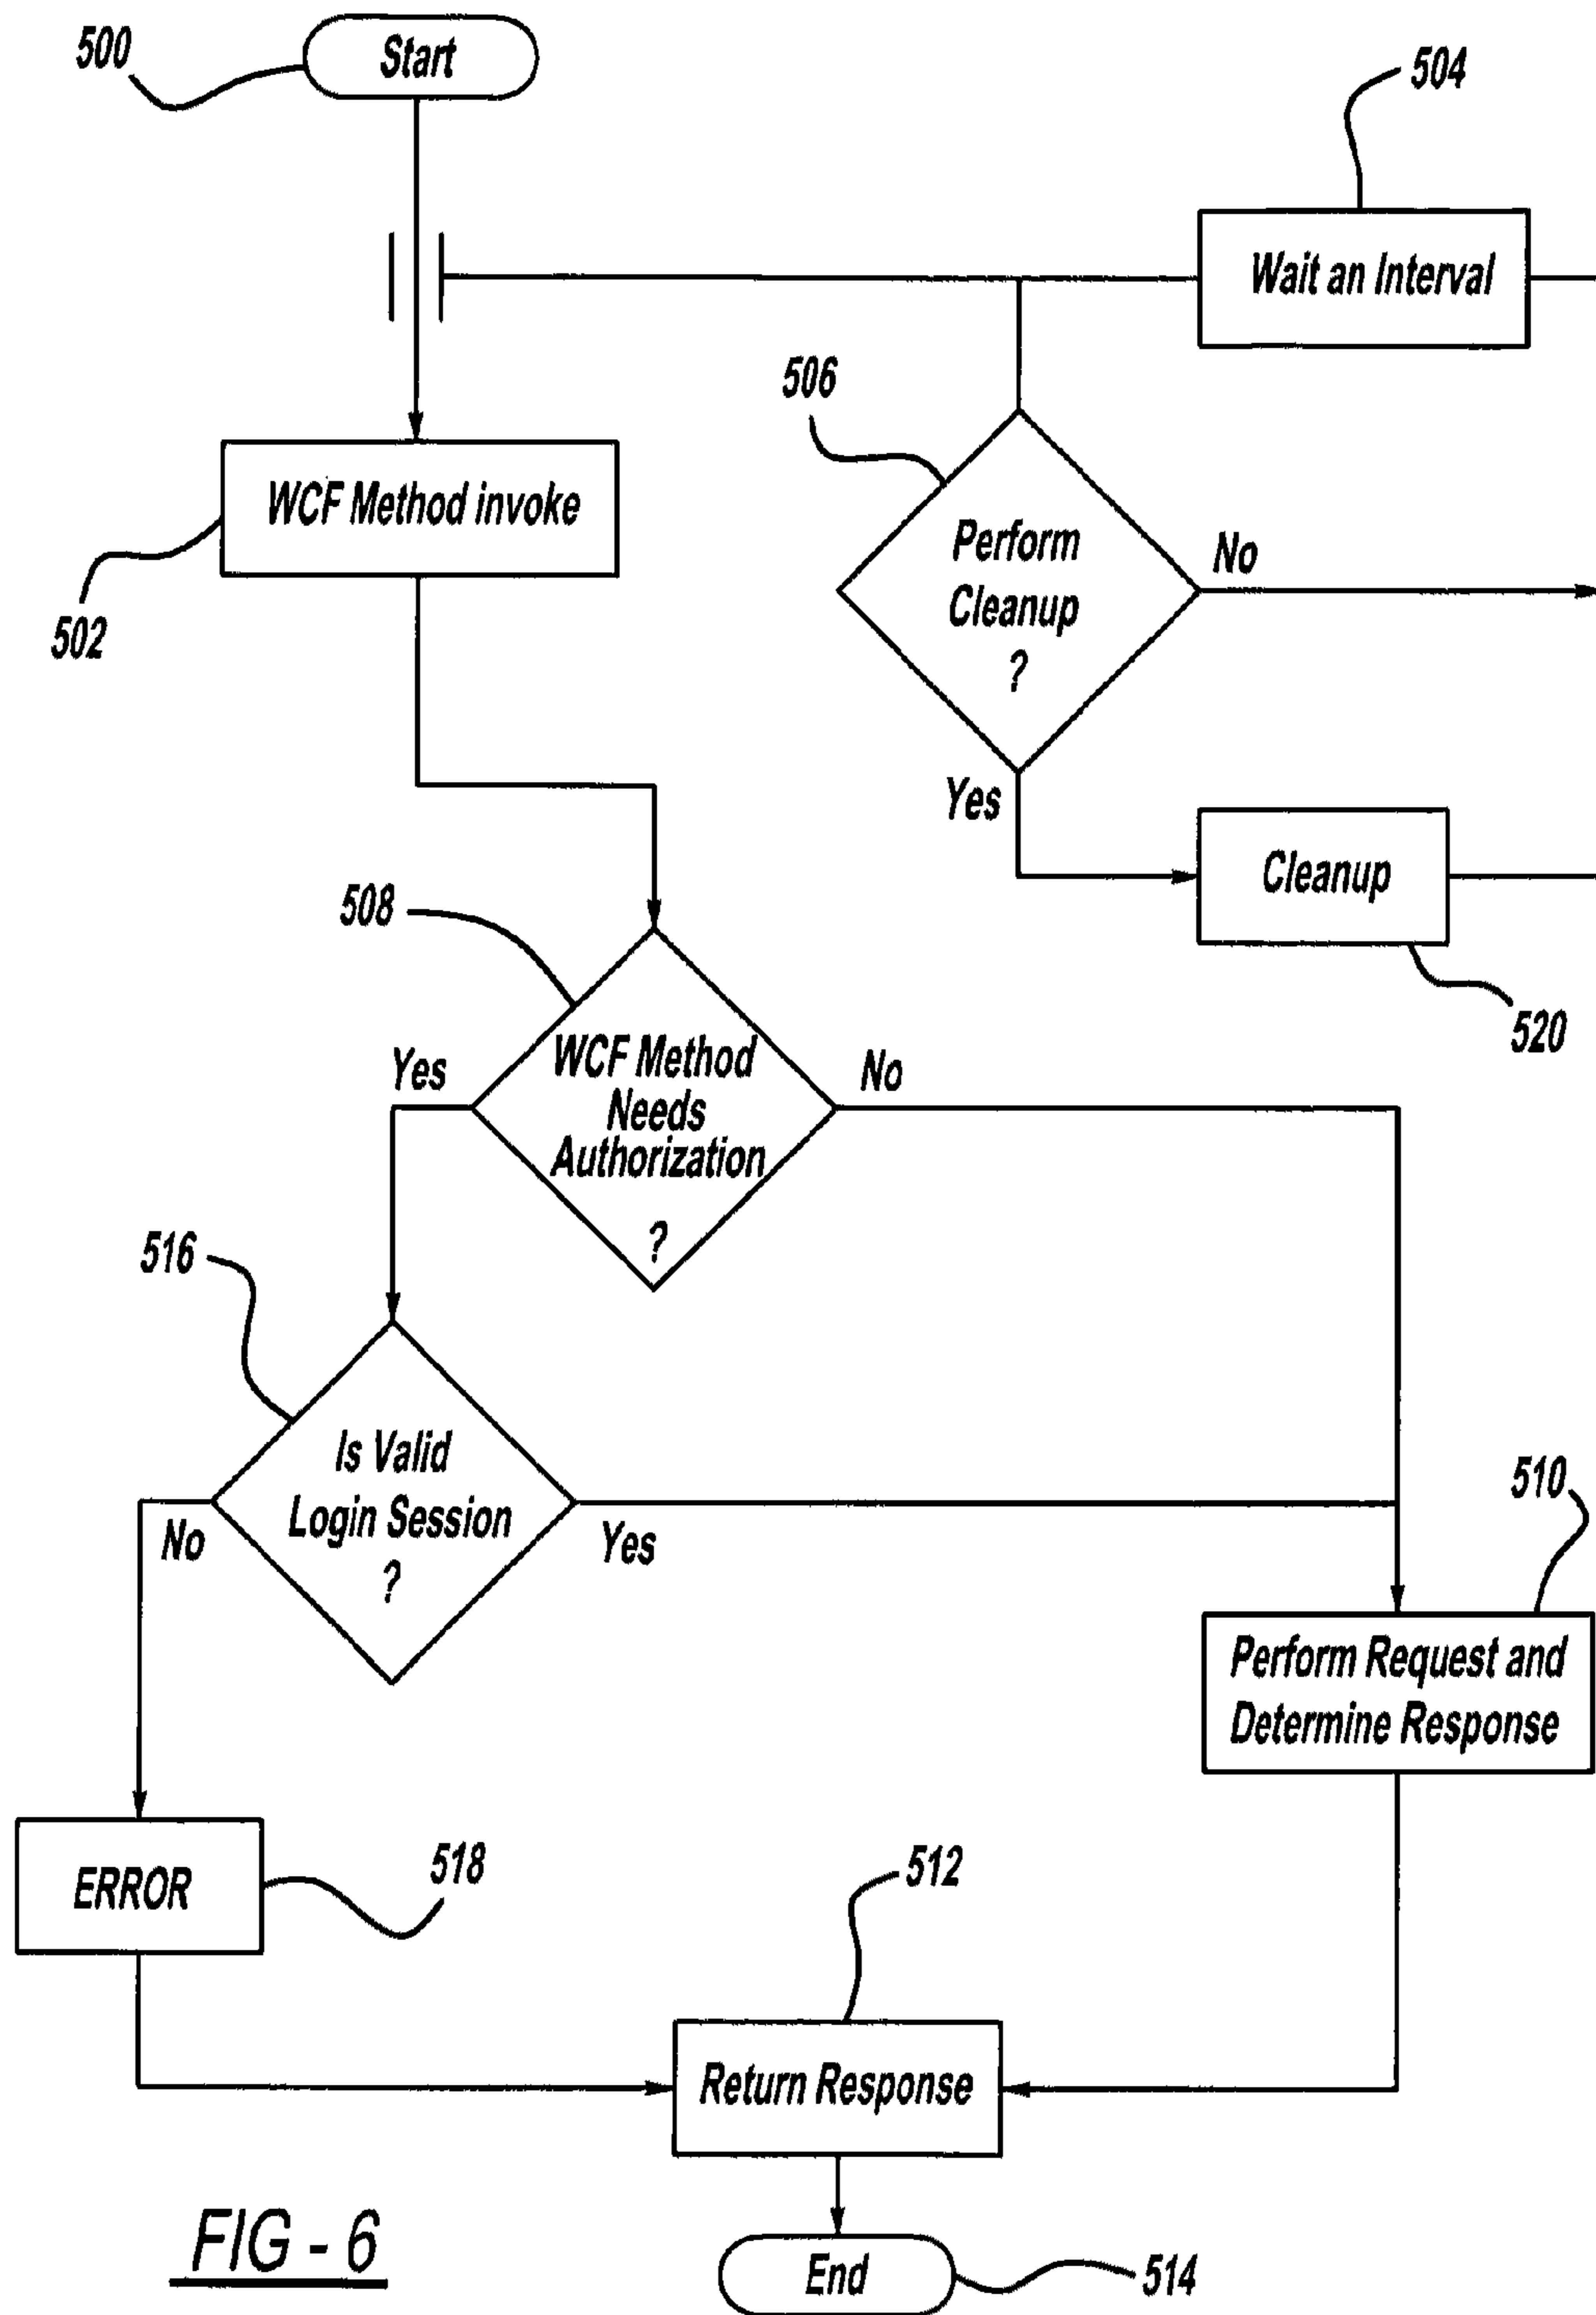 500
Start
504
Wait an Interval
506
WCF Method invoke
502
Perform
Cleanup
?
No
Yes
Cleanup
520
508
WCF Method
Needs
Authorization
?
Yes
No
516
Is Valid
Login Session
?
No
Yes
510
Perform Request and
Determine Response
ERROR
518
512
Return Response
End
514
FIG - 6